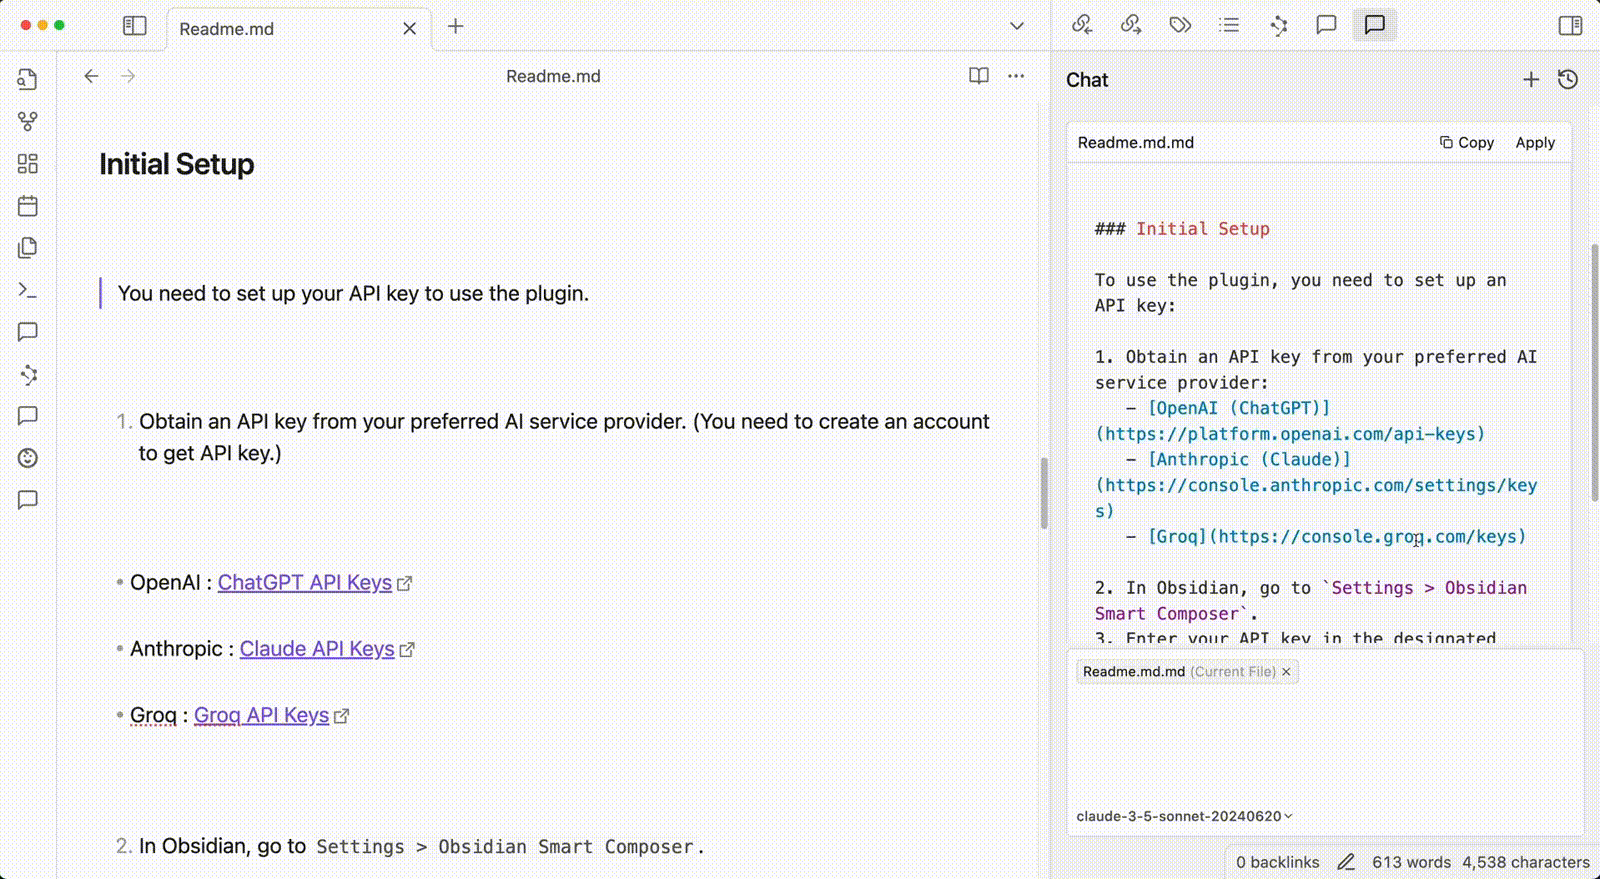 Readme.md
Readme.md
Initial Setup
You need to set up your API key to use the plugin.
1. Obtain an API key from your preferred AI service provider. (You need to create an account
to get API key.)
• OpenAI : ChatGPT API Keys
• Anthropic : Claude API Keys
• Groq : Groq API Keys
2. In Obsidian, go to Settings > Obsidian Smart Composer.
Chat
Readme.md.md Copy Apply
### Initial Setup
To use the plugin, you need to set up an
API key:
1. Obtain an API key from your preferred AI
service provider:
- [OpenAI (ChatGPT)]
(https://platform.openai.com/api-keys)
- [Anthropic (Claude)]
(https://console.anthropic.com/settings/key
s)
- [Groq](https://console.groq.com/keys)
2. In Obsidian, go to `Settings > Obsidian
Smart Composer`.
3. Enter your API key in the designated
Readme.md.md (Current File)
claude-3-5-sonnet-20240620
0 backlinks 613 words 4,538 characters